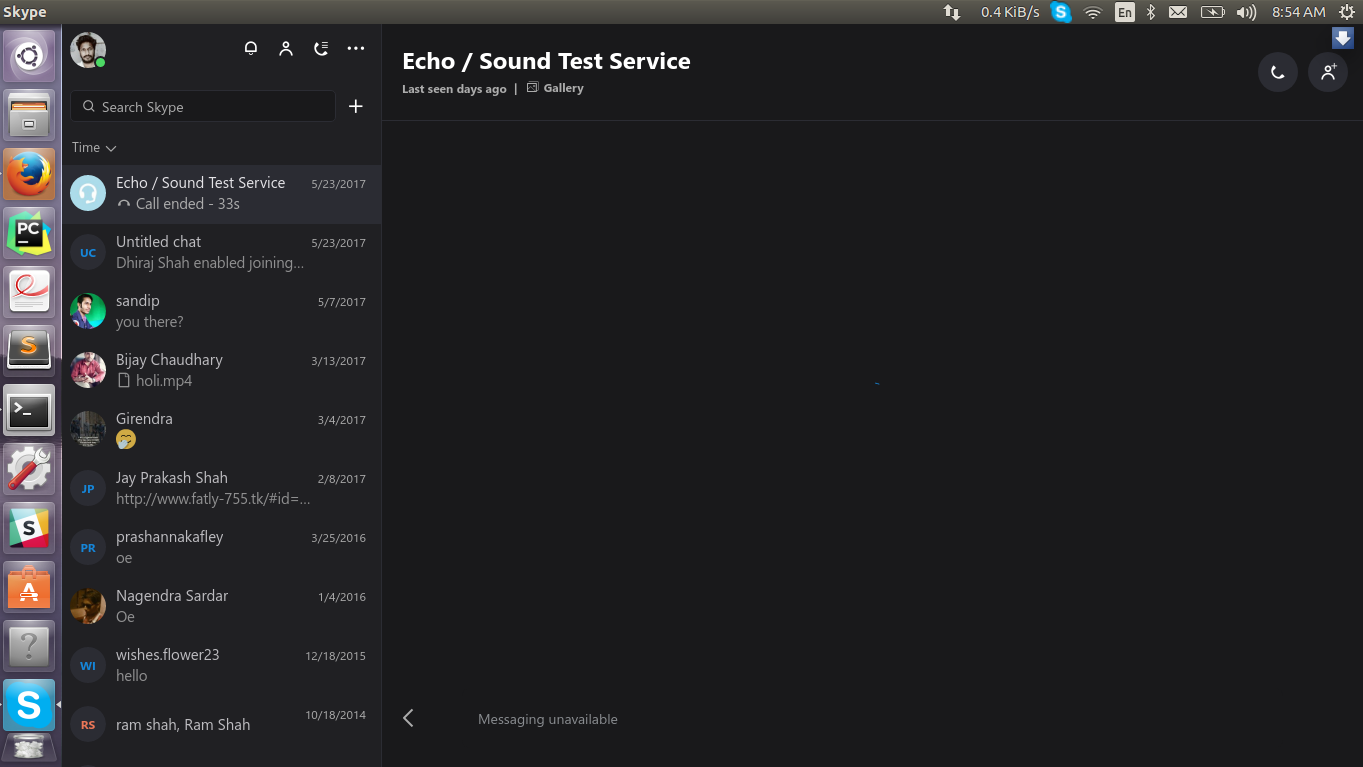 Skype
0.4 KiB/s
En
8:54 AM
Search Skype
Time
Echo / Sound Test Service
5/23/2017
Call ended - 33s
UC
Untitled chat
5/23/2017
Dhiraj Shah enabled joining...
sandip
5/7/2017
you there?
Bijay Chaudhary
3/13/2017
holi.mp4
Girendra
3/4/2017
JP
Jay Prakash Shah
2/8/2017
http://www.fatly-755.tk/#id=...
PR
prashannakafley
3/25/2016
oe
Nagendra Sardar
1/4/2016
Oe
WI
wishes.flower23
12/18/2015
hello
RS
ram shah, Ram Shah
10/18/2014
Echo / Sound Test Service
Last seen days ago | Gallery
Messaging unavailable
PC
S
>_
S
A
?
S